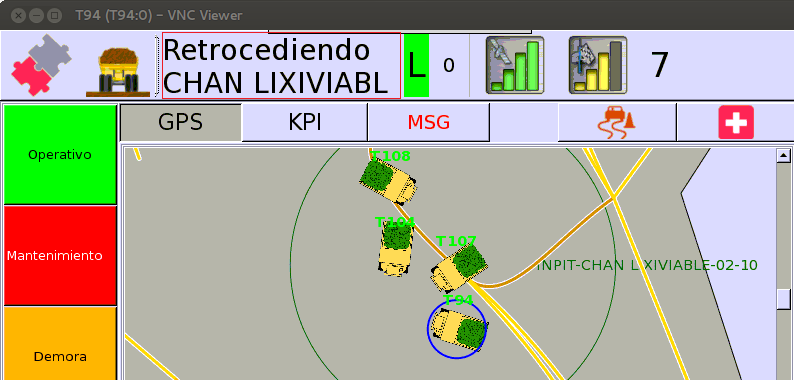 T94 (T94:0) – VNC Viewer
Retrocediendo
CHAN LIXIVIABL
L
0
7
GPS
KPI
MSG
Operativo
Mantenimiento
Demora
T108
T104
T107
INPIT-CHAN LIXIVIABLE-02-10
T94